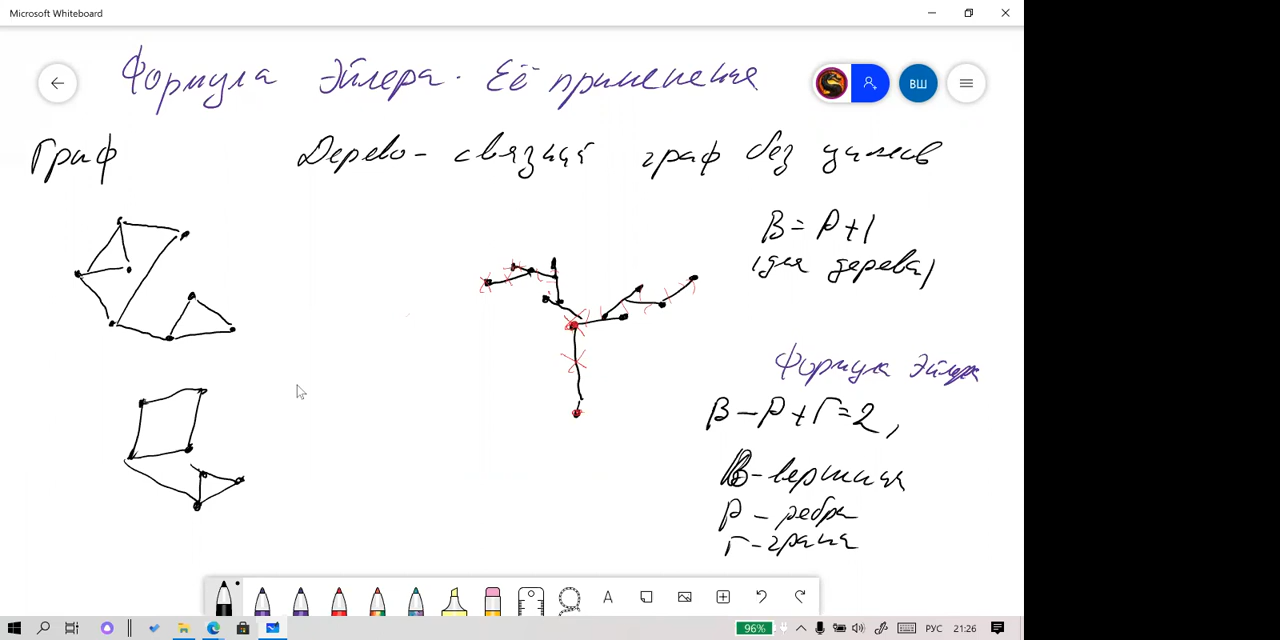 Microsoft Whiteboard
Формула Эйлера. Её применения
ВШ
Граф
Дерево - связный граф без циклов
В = Р + 1
(для дерева)
Формула Эйлера
В - Р + Г = 2,
В - вершина
Р - ребра
Г - грани
A
96%
РУС
21:26